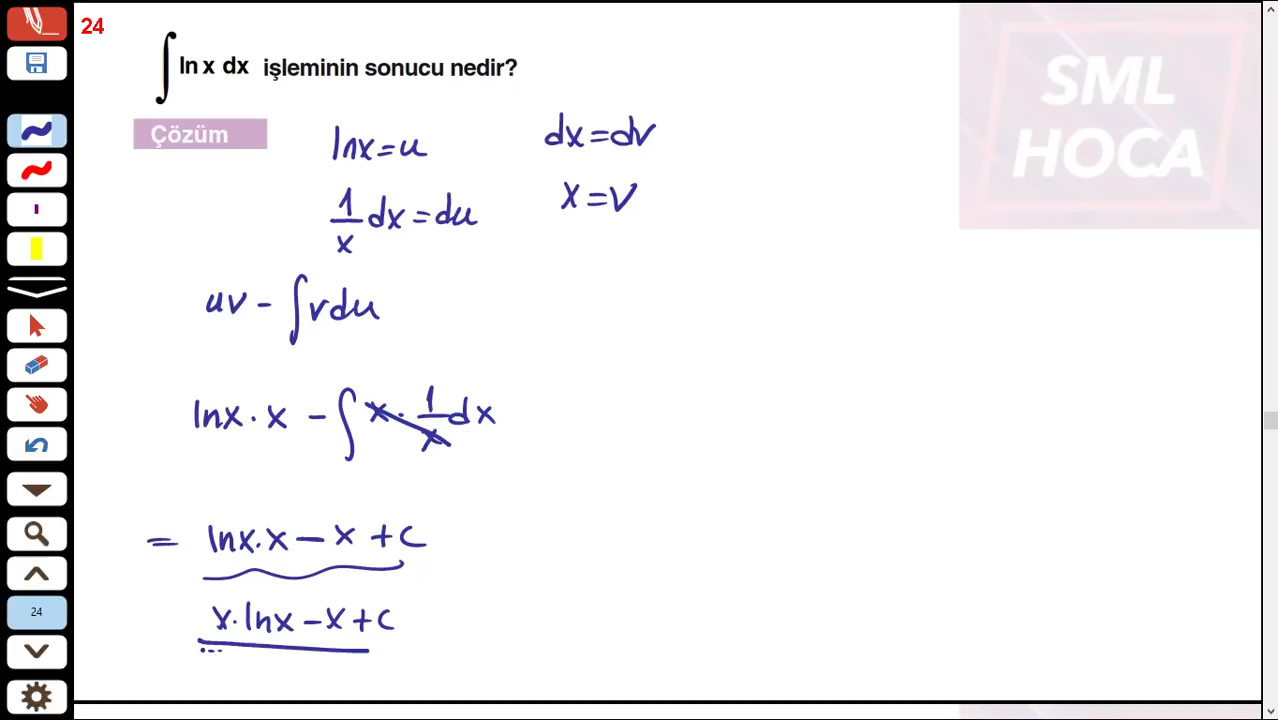 24
∫ ln x dx işleminin sonucu nedir?
SML
HOCA
Çözüm
lnx=u dx=dv
1/x dx=du x=v
uv - ∫vdu
lnx·x - ∫x·1/x dx
= lnx·x - x + c
x·lnx - x + c
24